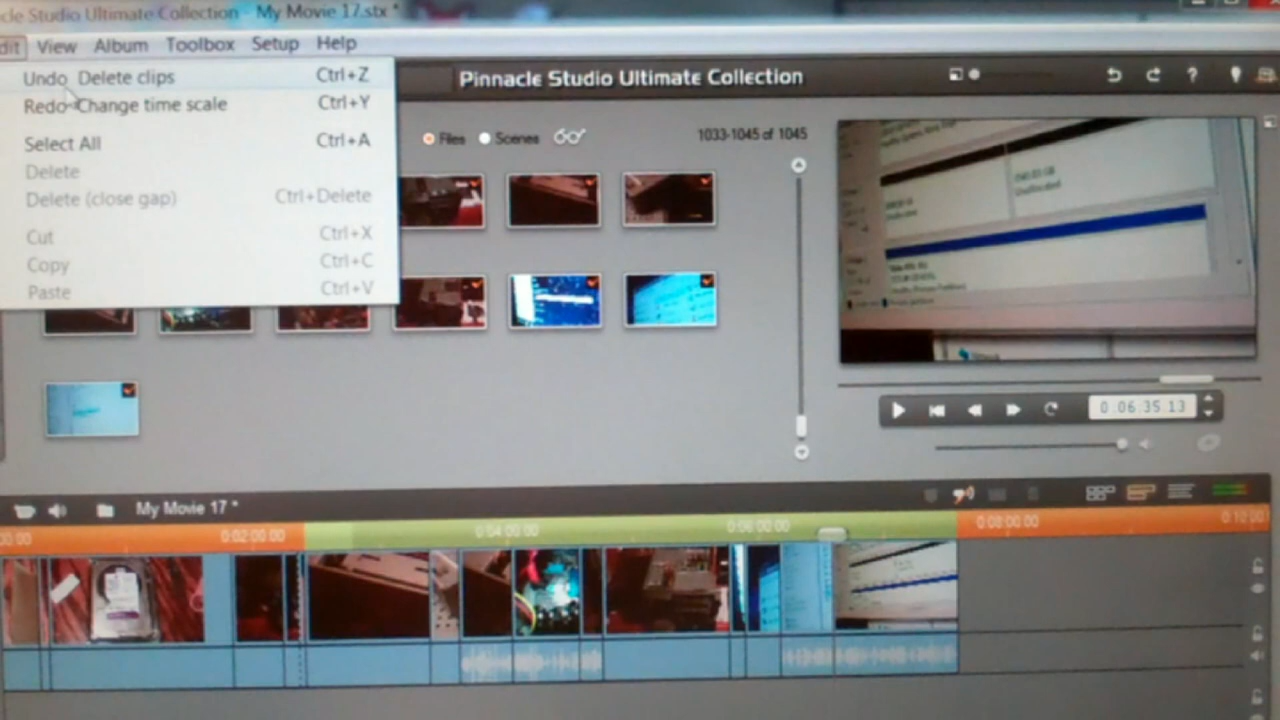 cle Studio Ultimate Collection - My Movie 17.stx *
dit View Album Toolbox Setup Help
Undo Delete clips Ctrl+Z
Redo Change time scale Ctrl+Y
Select All Ctrl+A
Delete
Delete (close gap) Ctrl+Delete
Cut Ctrl+X
Copy Ctrl+C
Paste Ctrl+V
Pinnacle Studio Ultimate Collection
Files Scenes 1033-1045 of 1045
0:06:35.13
My Movie 17 *
00:00 0:02:00:00 0:04:00:00 0:06:00:00 0:08:00:00 0:10:00